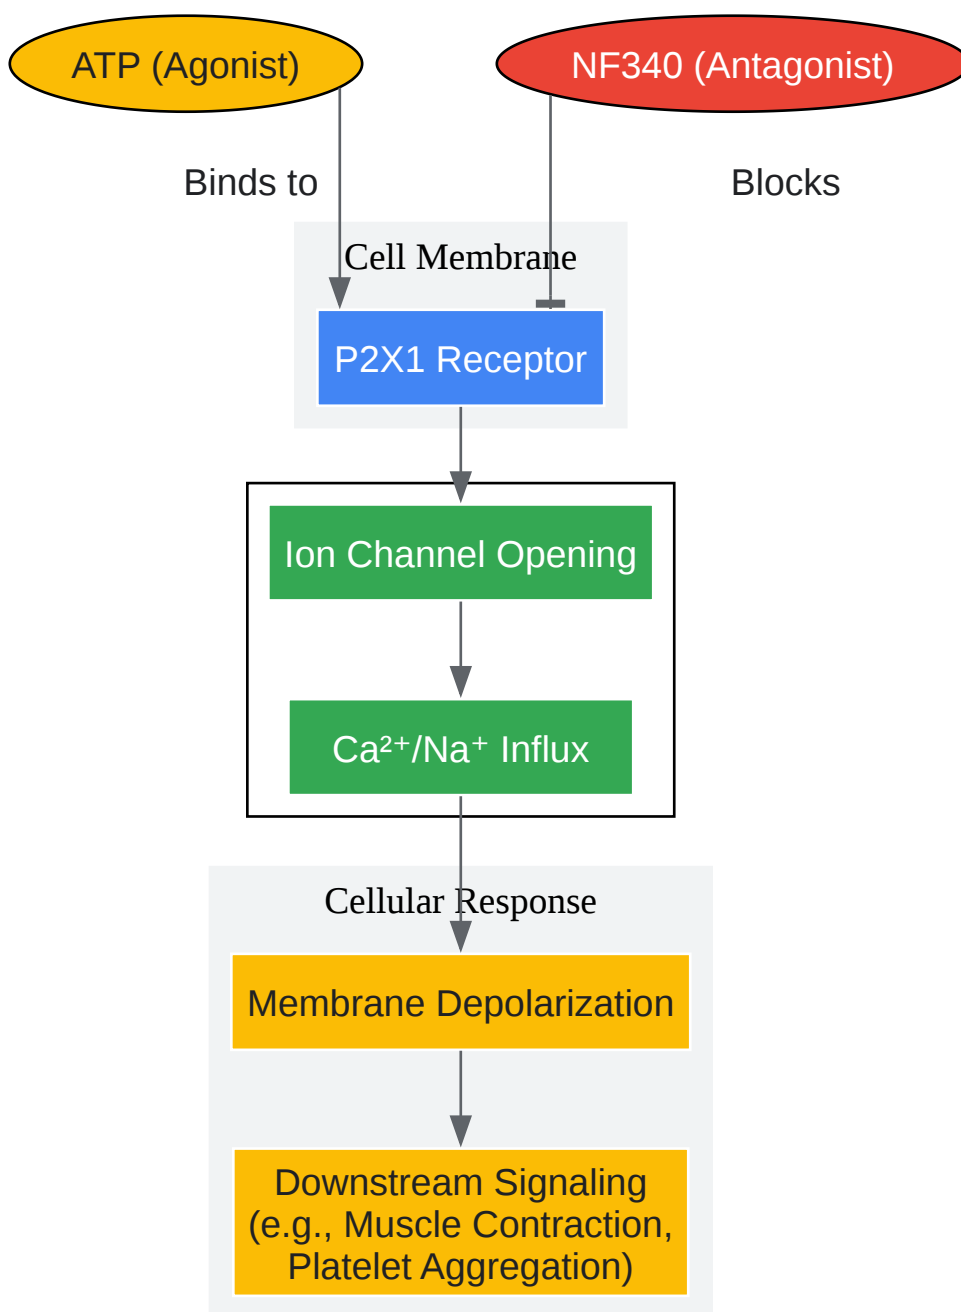 ATP (Agonist)
NF340 (Antagonist)
Binds to
Blocks
Cell Membrane
P2X1 Receptor
Ion Channel Opening
Ca²⁺/Na⁺ Influx
Cellular Response
Membrane Depolarization
Downstream Signaling
(e.g., Muscle Contraction,
Platelet Aggregation)